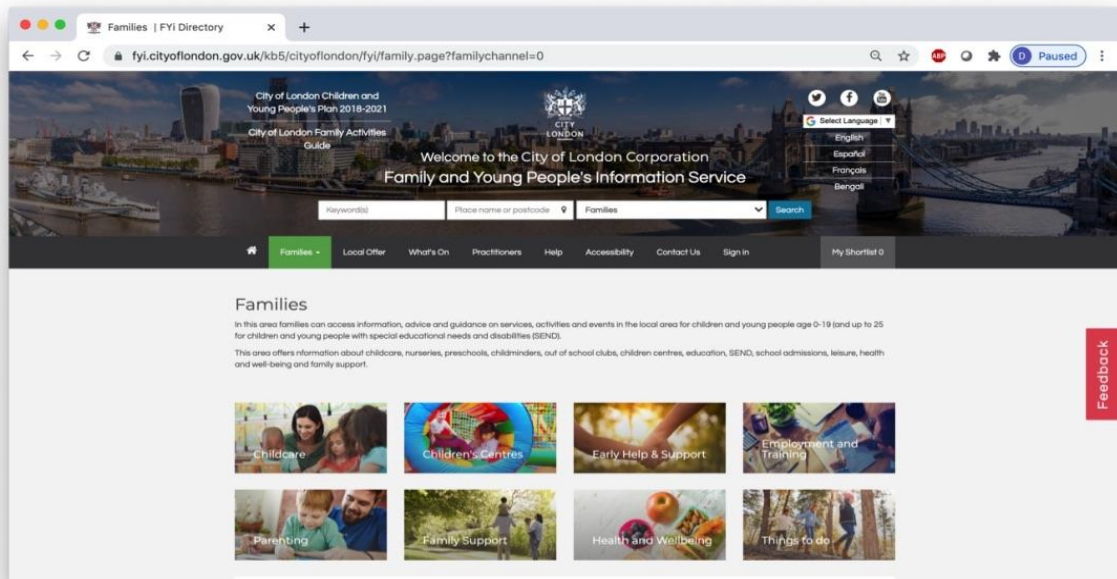 Families | FYi Directory
fyi.cityoflondon.gov.uk/kb5/cityoflondon/fyi/family.page?familychannel=0
ABP
D Paused
City of London Children and
Young People's Plan 2018-2021
City of London Family Activities
Guide
CITY
LONDON
Welcome to the City of London Corporation
Family and Young People's Information Service
G Select Language ▼
English
Español
Français
Bengali
Keyword(s)
Place name or postcode
Families
Search
Families
Local Offer
What's On
Practitioners
Help
Accessibility
Contact Us
Sign in
My Shortlist 0
Families
In this area families can access information, advice and guidance on services, activities and events in the local area for children and young people age 0-19 (and up to 25
for children and young people with special educational needs and disabilities (SEND).
This area offers nformation about childcare, nurseries, preschools, childminders, out of school clubs, children centres, education, SEND, school admissions, leisure, health
and well-being and family support.
Feedback
Childcare
Children's Centres
Early Help & Support
Employment and
Training
Parenting
Family Support
Health and Wellbeing
Things to do